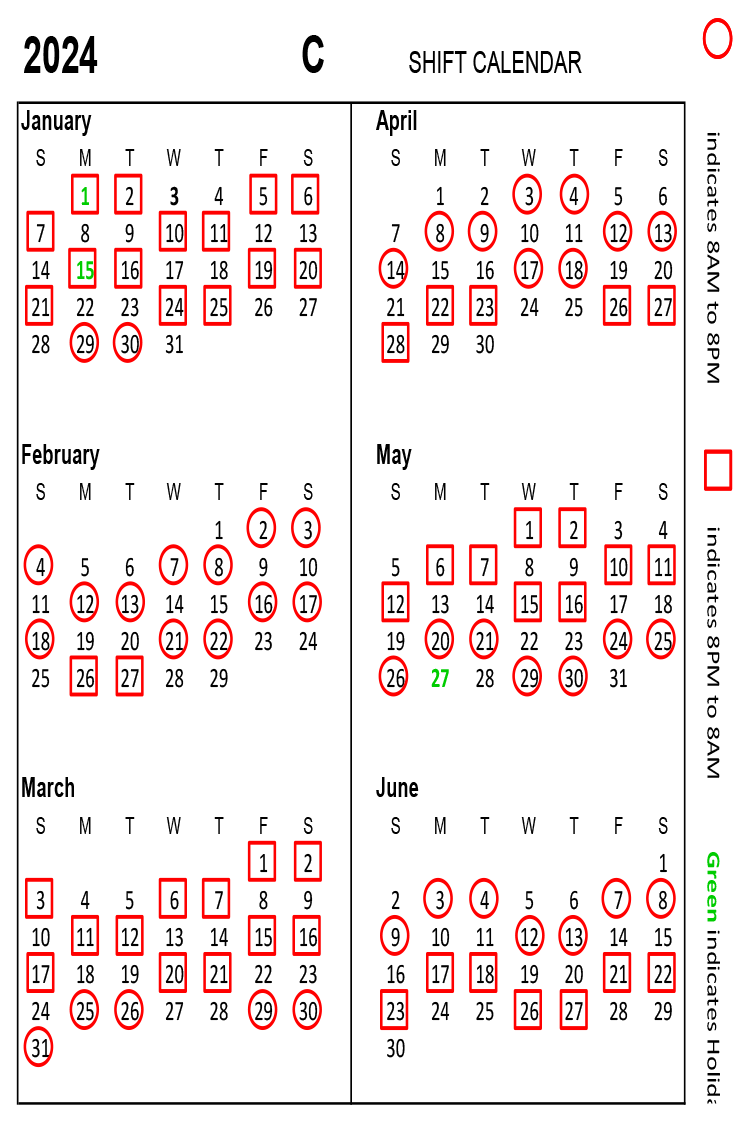 2024 C SHIFT CALENDAR
January
S M T W T F S
1 2 3 4 5 6
7 8 9 10 11 12 13
14 15 16 17 18 19 20
21 22 23 24 25 26 27
28 29 30 31
February
S M T W T F S
1 2 3
4 5 6 7 8 9 10
11 12 13 14 15 16 17
18 19 20 21 22 23 24
25 26 27 28 29
March
S M T W T F S
1 2
3 4 5 6 7 8 9
10 11 12 13 14 15 16
17 18 19 20 21 22 23
24 25 26 27 28 29 30
31
April
S M T W T F S
1 2 3 4 5 6
7 8 9 10 11 12 13
14 15 16 17 18 19 20
21 22 23 24 25 26 27
28 29 30
May
S M T W T F S
1 2 3 4
5 6 7 8 9 10 11
12 13 14 15 16 17 18
19 20 21 22 23 24 25
26 27 28 29 30 31
June
S M T W T F S
1
2 3 4 5 6 7 8
9 10 11 12 13 14 15
16 17 18 19 20 21 22
23 24 25 26 27 28 29
30
indicates 8AM to 8PM
indicates 8PM to 8AM
Green indicates Holida